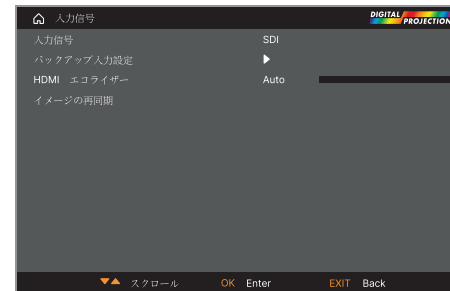 入力信号
DIGITAL PROJECTION
入力信号 SDI
バックアップ入力設定
HDMI エコライザー Auto
イメージの再同期
スクロール OK Enter EXIT Back